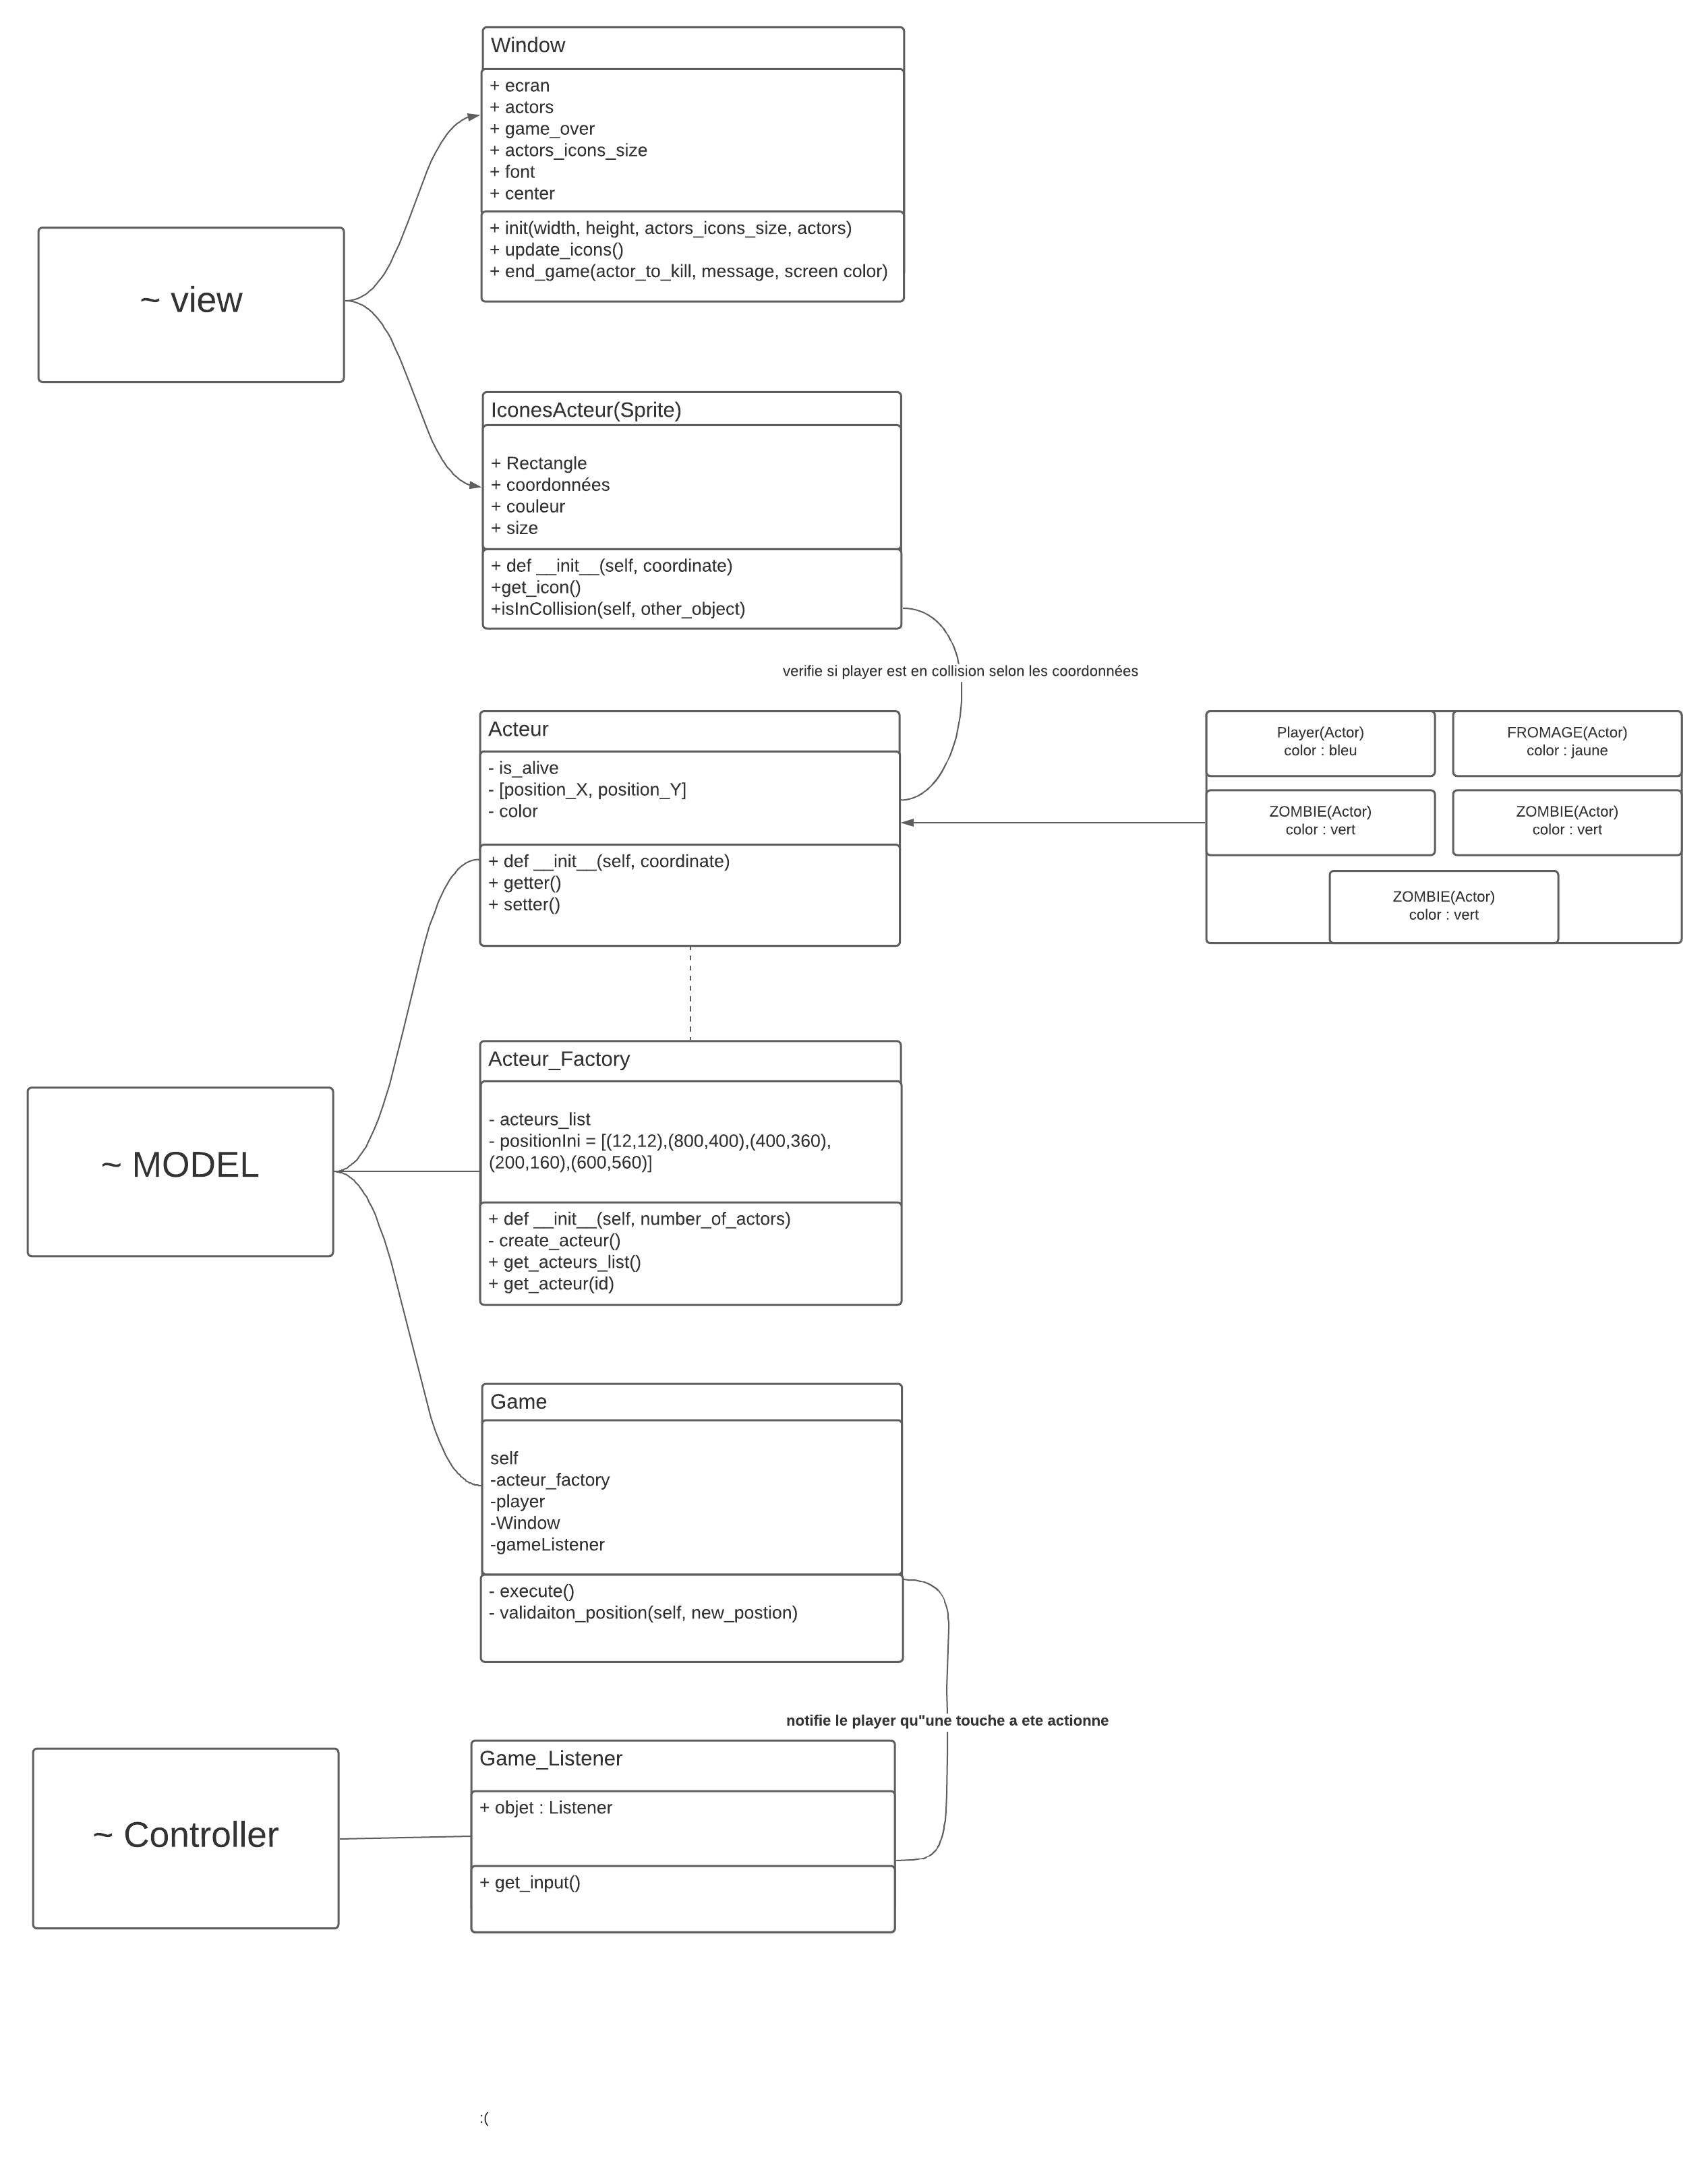 Window
+ ecran
+ actors
+ game_over
+ actors_icons_size
+ font
+ center
+ init(width, height, actors_icons_size, actors)
+ update_icons()
+ end_game(actor_to_kill, message, screen color)
~ view
IconesActeur(Sprite)
+ Rectangle
+ coordonnées
+ couleur
+ size
+ def __init__(self, coordinate)
+get_icon()
+isInCollision(self, other_object)
verifie si player est en collision selon les coordonnées
Acteur
- is_alive
- [position_X, position_Y]
- color
+ def __init__(self, coordinate)
+ getter()
+ setter()
Player(Actor)
color : bleu
FROMAGE(Actor)
color : jaune
ZOMBIE(Actor)
color : vert
ZOMBIE(Actor)
color : vert
ZOMBIE(Actor)
color : vert
Acteur_Factory
- acteurs_list
- positionIni = [(12,12),(800,400),(400,360),
(200,160),(600,560)]
+ def __init__(self, number_of_actors)
- create_acteur()
+ get_acteurs_list()
+ get_acteur(id)
~ MODEL
Game
self
-acteur_factory
-player
-Window
-gameListener
- execute()
- validaiton_position(self, new_postion)
notifie le player qu"une touche a ete actionne
Game_Listener
+ objet : Listener
+ get_input()
~ Controller
:(